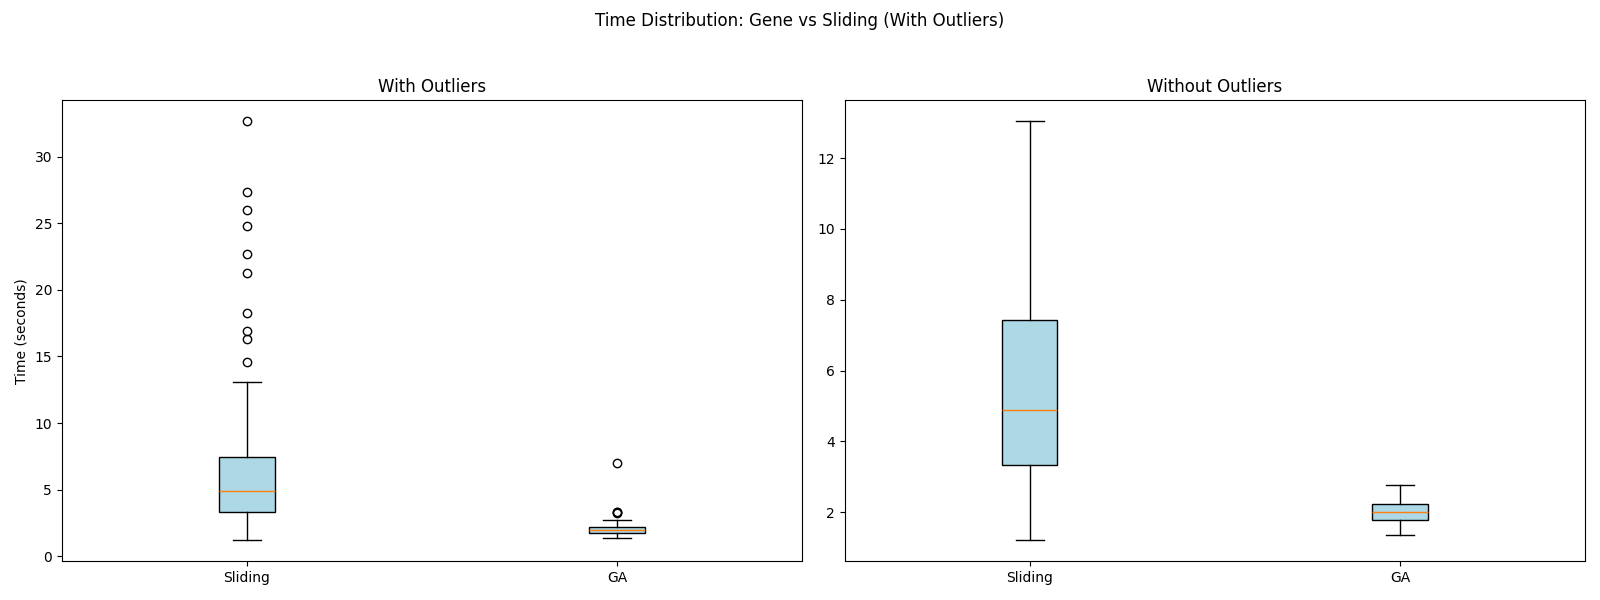 Time Distribution: Gene vs Sliding (With Outliers)
With Outliers
Time (seconds)
30
25
20
15
10
5
0
Sliding
GA
Without Outliers
12
10
8
6
4
2
Sliding
GA